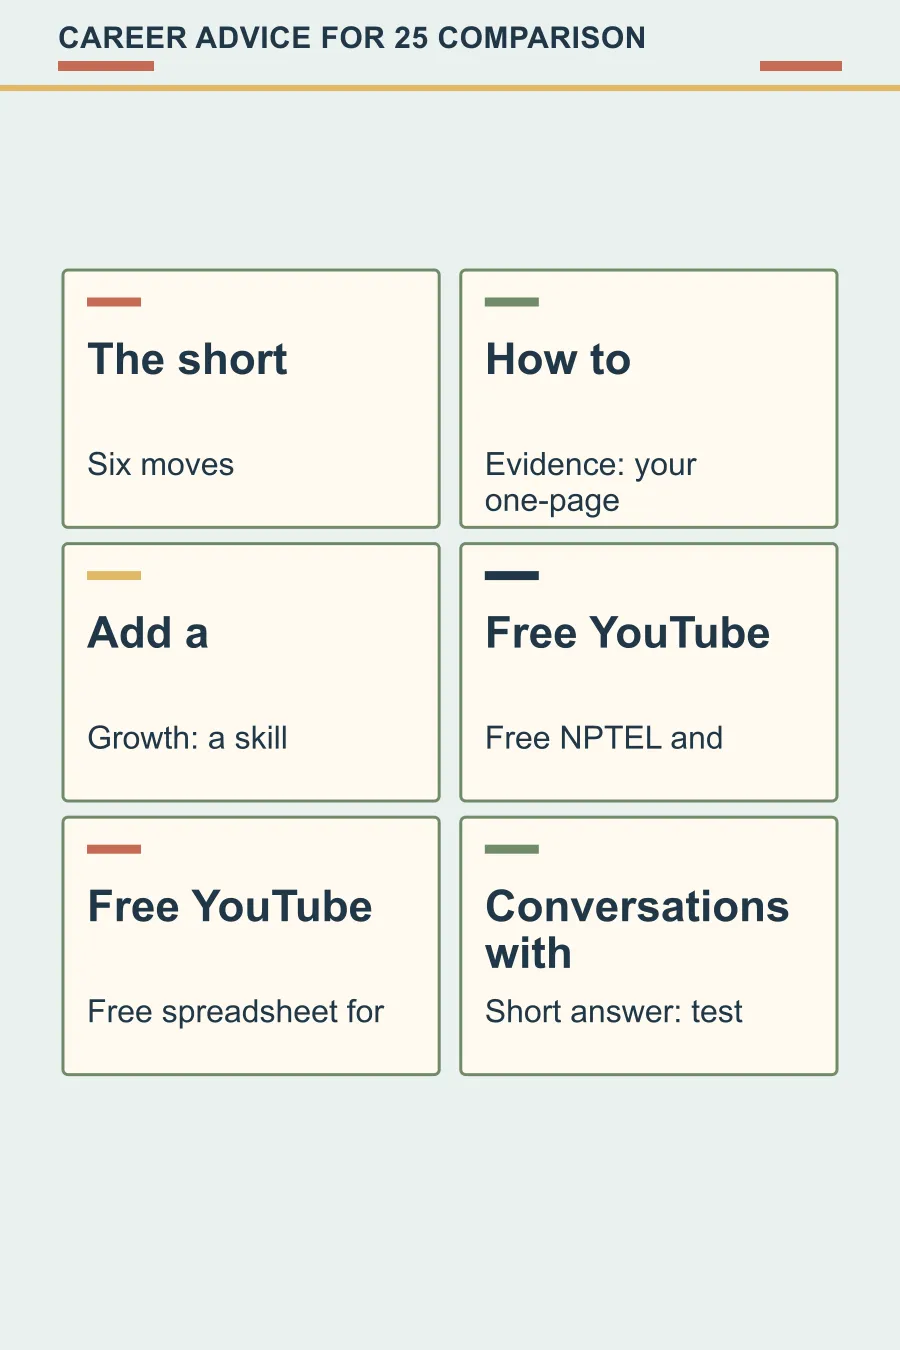 CAREER ADVICE FOR 25 COMPARISON
The short
Six moves
How to
Evidence: your
one-page
Add a
Growth: a skill
Free YouTube
Free NPTEL and
Free YouTube
Free spreadsheet for
Conversations
with
Short answer: test